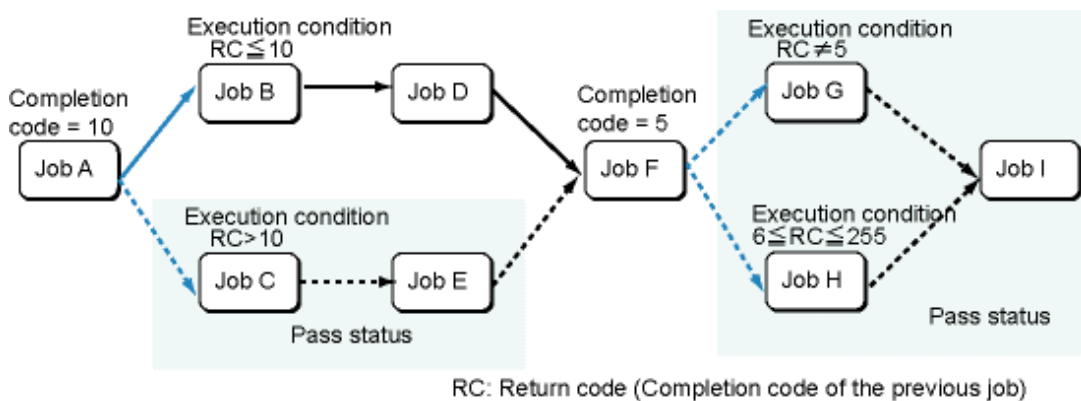 Execution condition
RC≦10
Job B
Job D
Completion
code = 10
Job A
Execution condition
RC>10
Job C
Job E
Pass status
Completion
code = 5
Job F
Execution condition
RC≠5
Job G
Job I
Execution condition
6≦RC≦255
Job H
Pass status
RC: Return code (Completion code of the previous job)